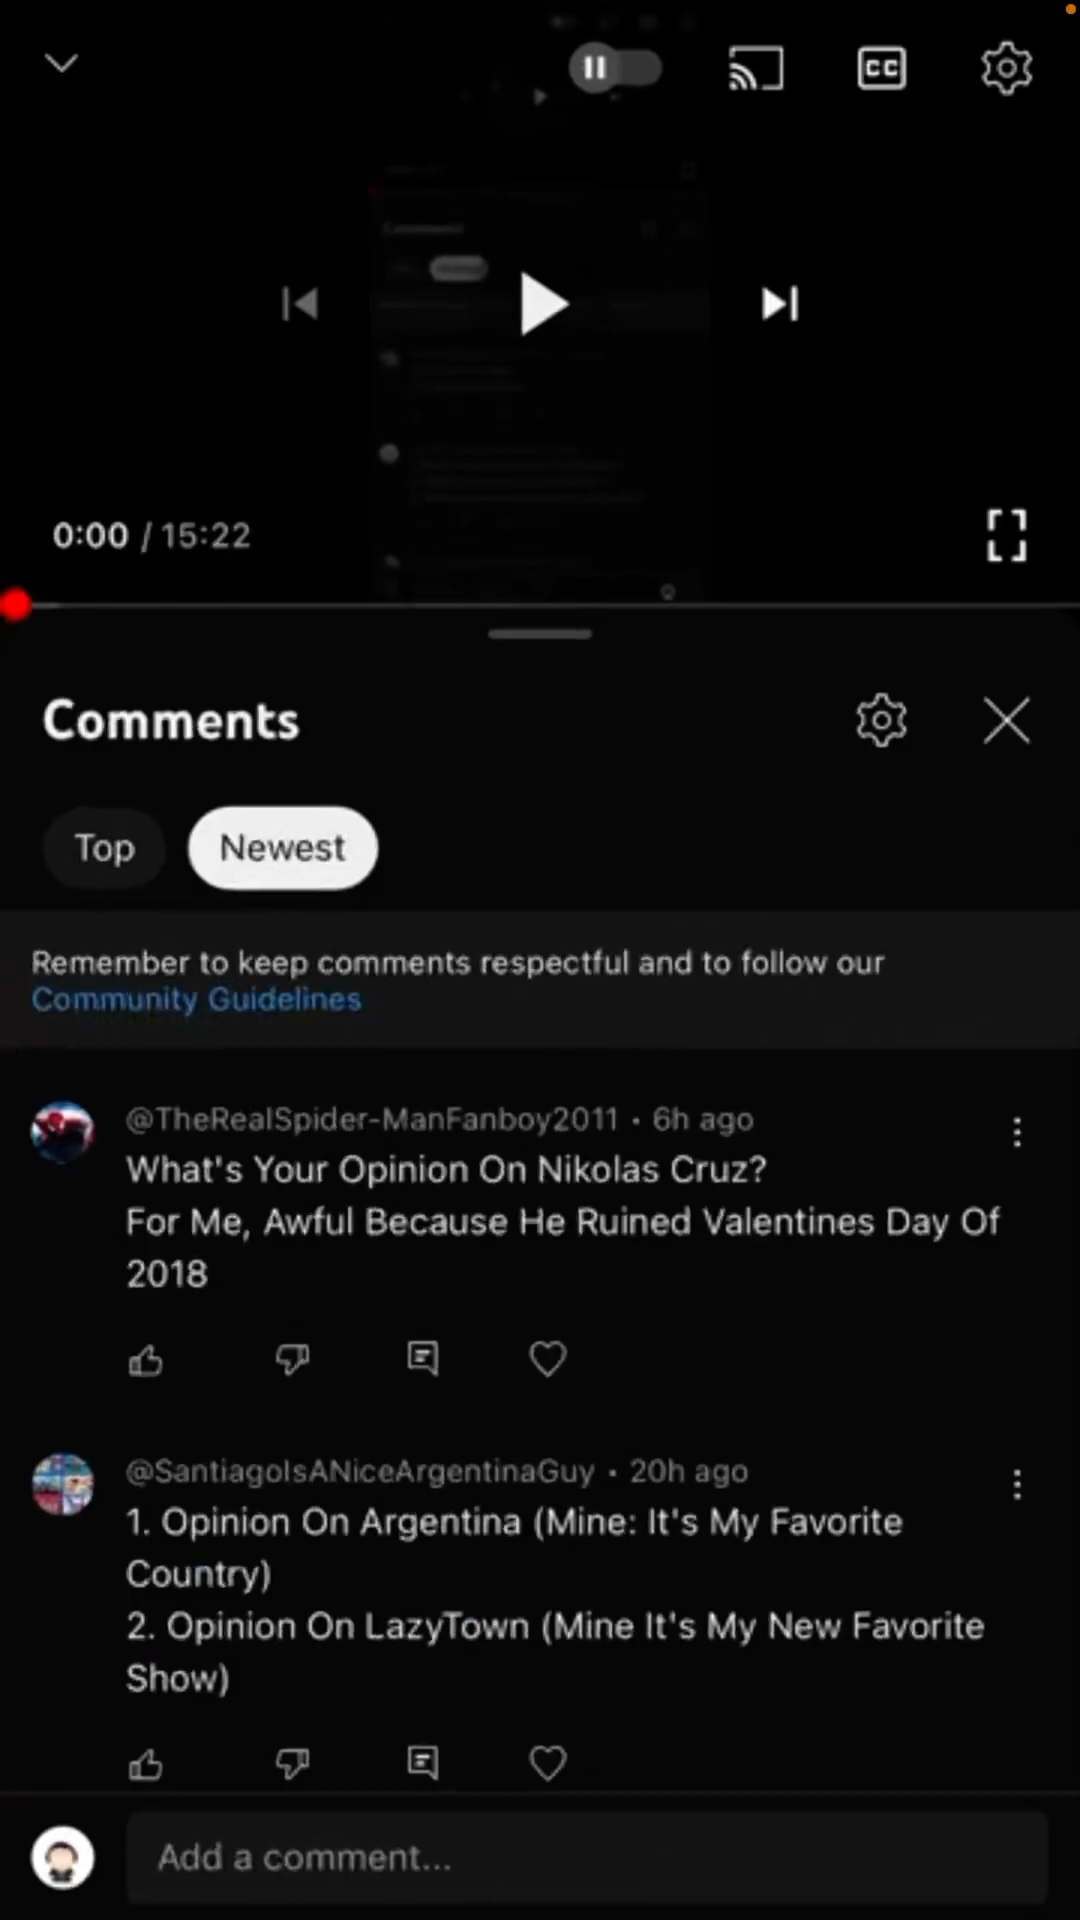 CC
0:00 / 15:22
Comments
Top
Newest
Remember to keep comments respectful and to follow our
Community Guidelines
@TheRealSpider-ManFanboy2011 · 6h ago
What's Your Opinion On Nikolas Cruz?
For Me, Awful Because He Ruined Valentines Day Of
2018
@SantiagoIsANiceArgentinaGuy · 20h ago
1. Opinion On Argentina (Mine: It's My Favorite
Country)
2. Opinion On LazyTown (Mine It's My New Favorite
Show)
Add a comment...